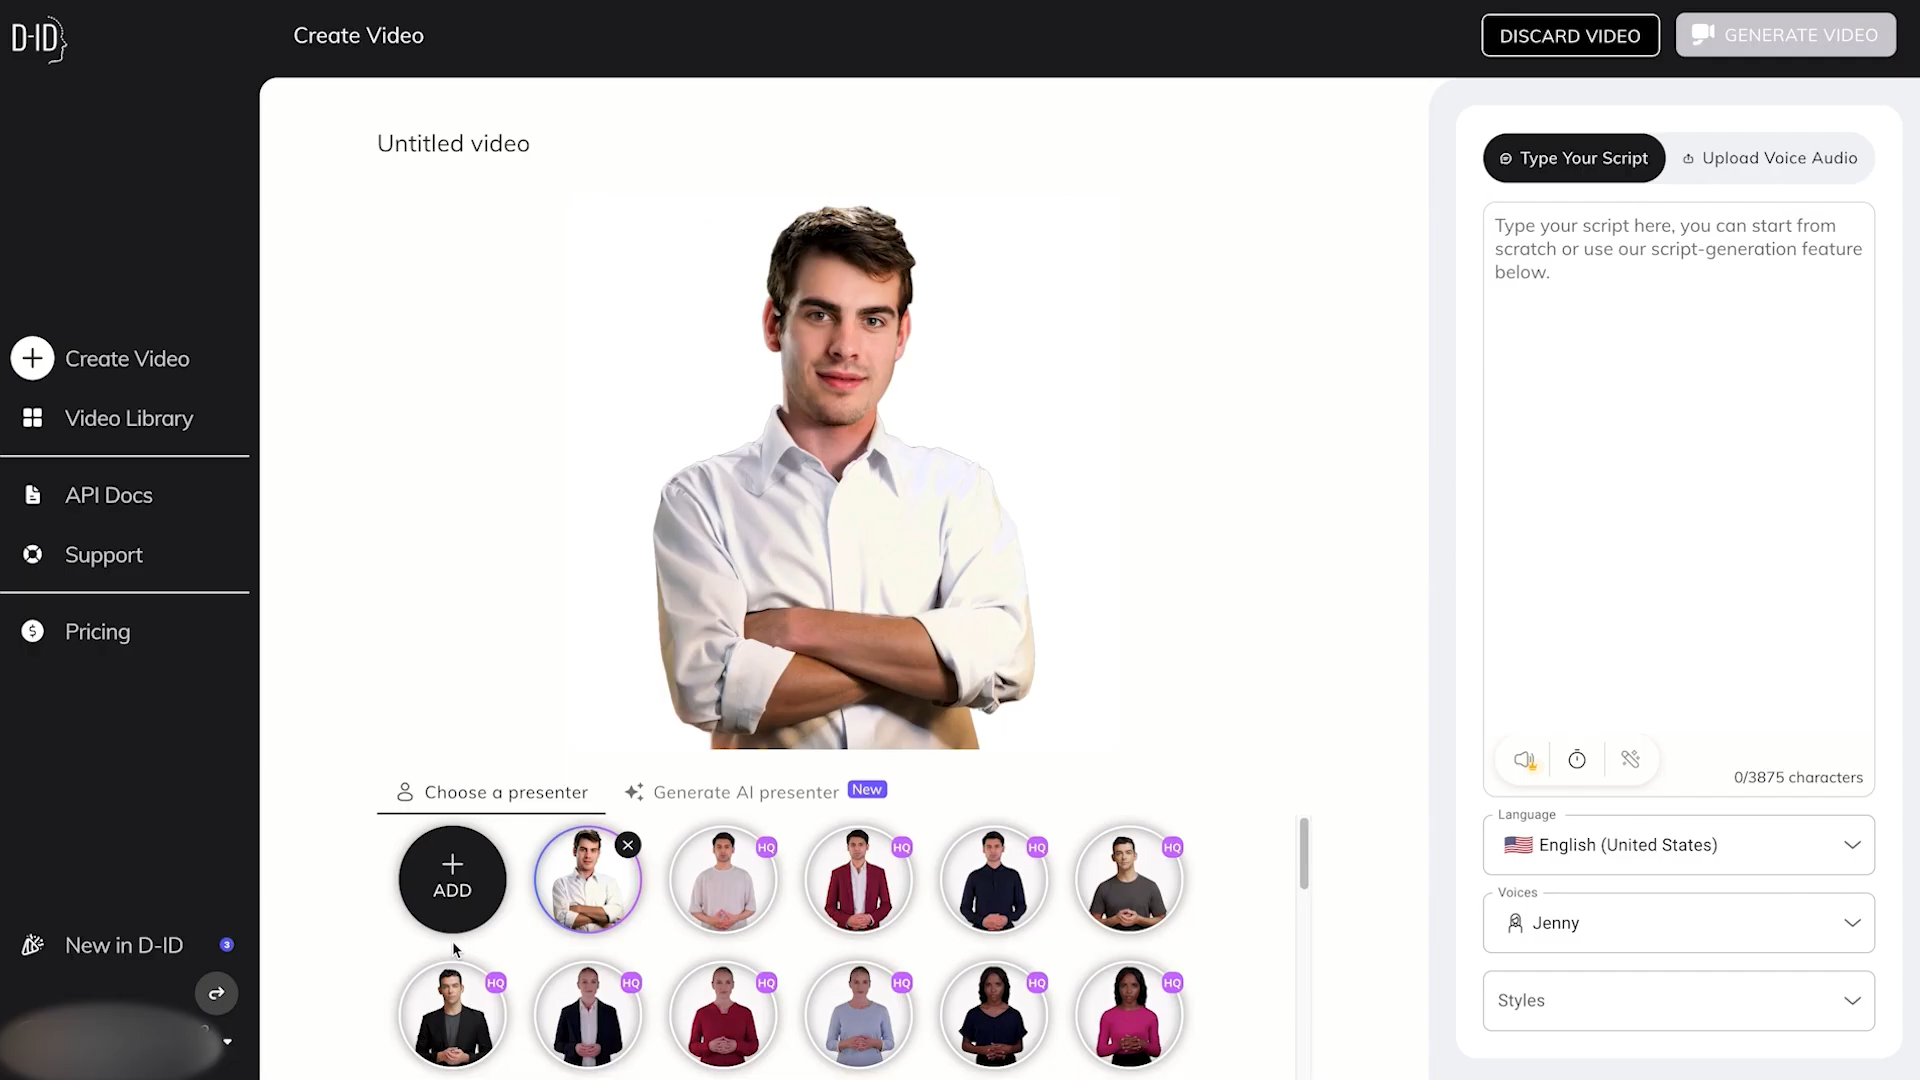 D-ID
Create Video
DISCARD VIDEO
GENERATE VIDEO
Create Video
Video Library
API Docs
Support
Pricing
New in D-ID
3
Untitled video
Choose a presenter
Generate AI presenter
New
ADD
HQ
HQ
HQ
HQ
HQ
HQ
HQ
HQ
HQ
HQ
Type Your Script
Upload Voice Audio
Type your script here, you can start from
scratch or use our script-generation feature
below.
0/3875 characters
Language
English (United States)
Voices
Jenny
Styles